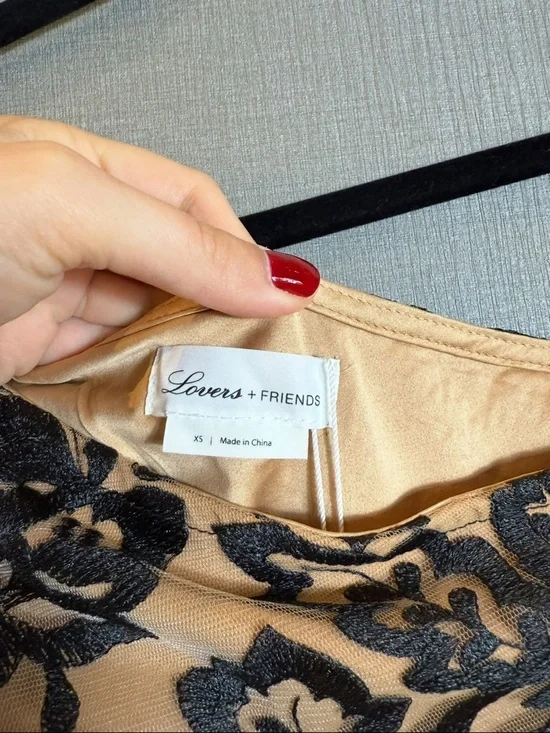 Lovers + FRIENDS
XS | Made in China